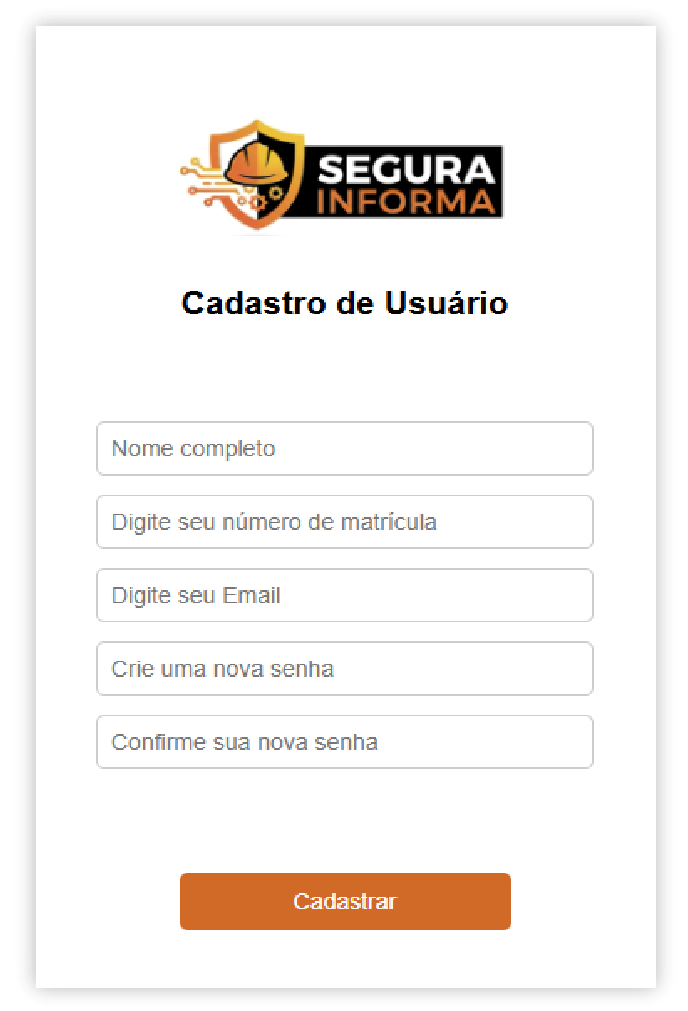 SEGURA
INFORMA
Cadastro de Usuário
Nome completo
Digite seu número de matrícula
Digite seu Email
Crie uma nova senha
Confirme sua nova senha
Cadastrar